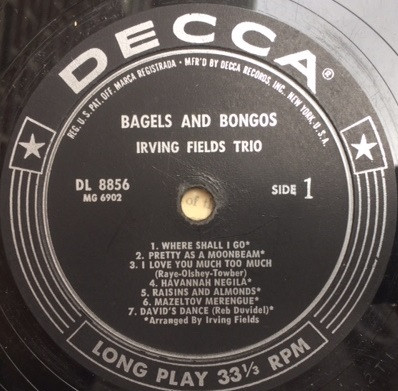 DECCA®
REG. U.S. PAT. OFF. MARCA REGISTRADA • MFR'D BY DECCA RECORDS, INC., NEW YORK, U.S.A.
BAGELS AND BONGOS
IRVING FIELDS TRIO
DL 8856
MG 6902
SIDE 1
1. WHERE SHALL I GO*
2. PRETTY AS A MOONBEAM*
3. I LOVE YOU MUCH TOO MUCH
(Raye-Olshey-Towber)
4. HAVANNAH NEGILA*
5. RAISINS AND ALMONDS*
6. MAZELTOV MERENGUE*
7. DAVID'S DANCE (Reb Dovidel)*
*Arranged By Irving Fields
LONG PLAY 33⅓ RPM